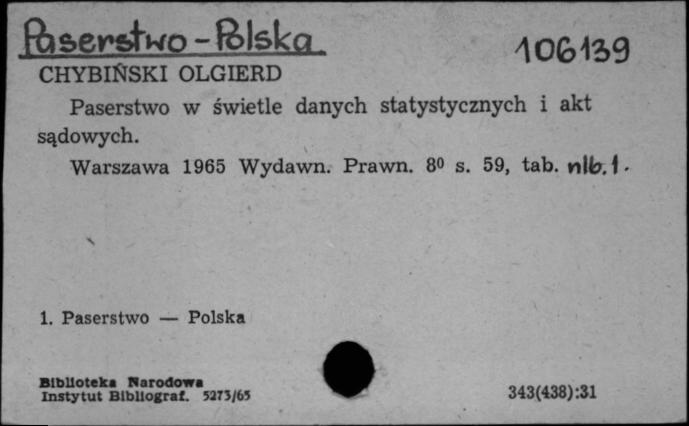 Paserstwo - Polska
106139
CHYBIŃSKI OLGIERD
Paserstwo w świetle danych statystycznych i akt
sądowych.
Warszawa 1965 Wydawn. Prawn. 8⁰ s. 59, tab. nlb. 1.
1. Paserstwo — Polska
Biblioteka Narodowa
Instytut Bibliograf. 5273/65
343(438):31